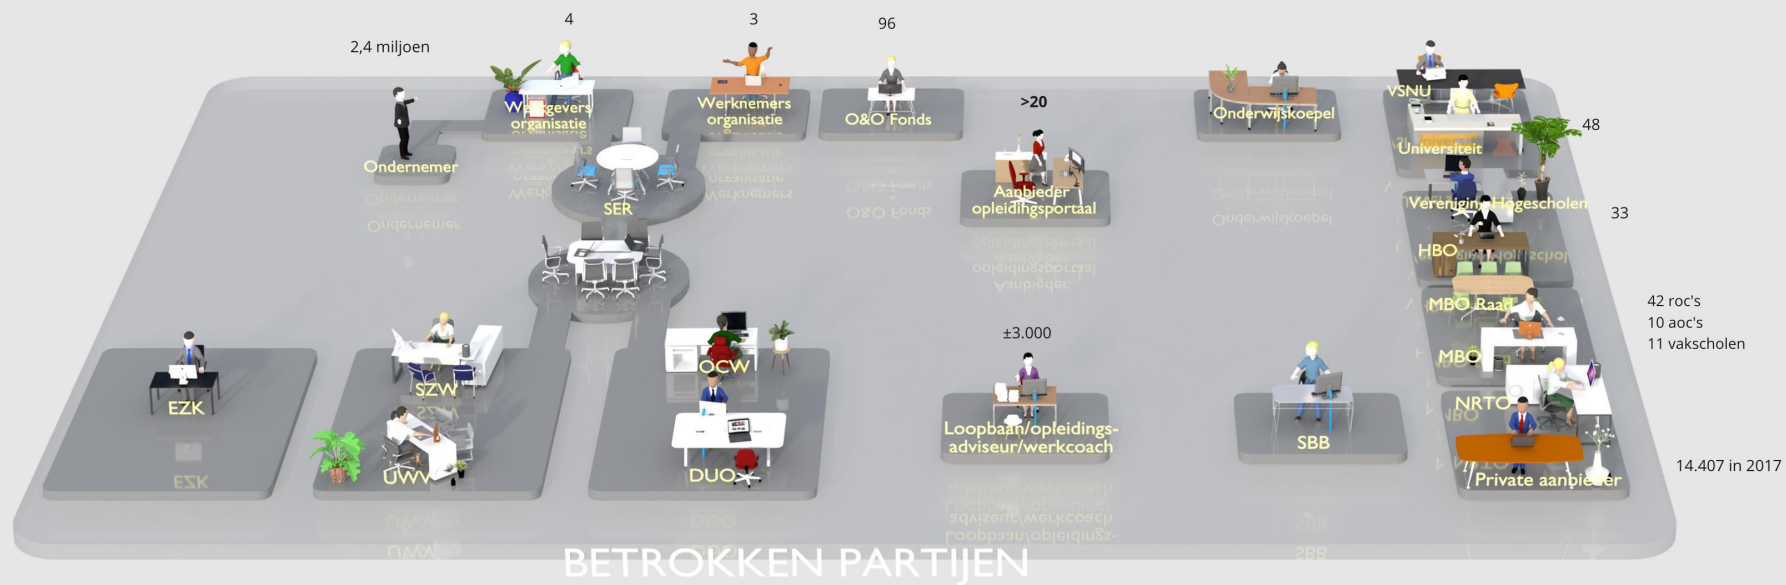 4
3
96
2,4 miljoen
Werkgevers
organisatie
Werknemers
organisatie
O&O Fonds
>20
Onderwijskoepel
VSNU
48
Universiteit
Ondernemer
SER
Aanbieder
opleidingsportaal
Vereniging Hogescholen
33
HBO
MBO Raad
42 roc's
10 aoc's
11 vakscholen
±3.000
MBO
OCW
SZW
EZK
NRTO
Loopbaan/opleidings-
adviseur/werkcoach
SBB
14.407 in 2017
UWV
DUO
Private aanbieder
BETROKKEN PARTIJEN